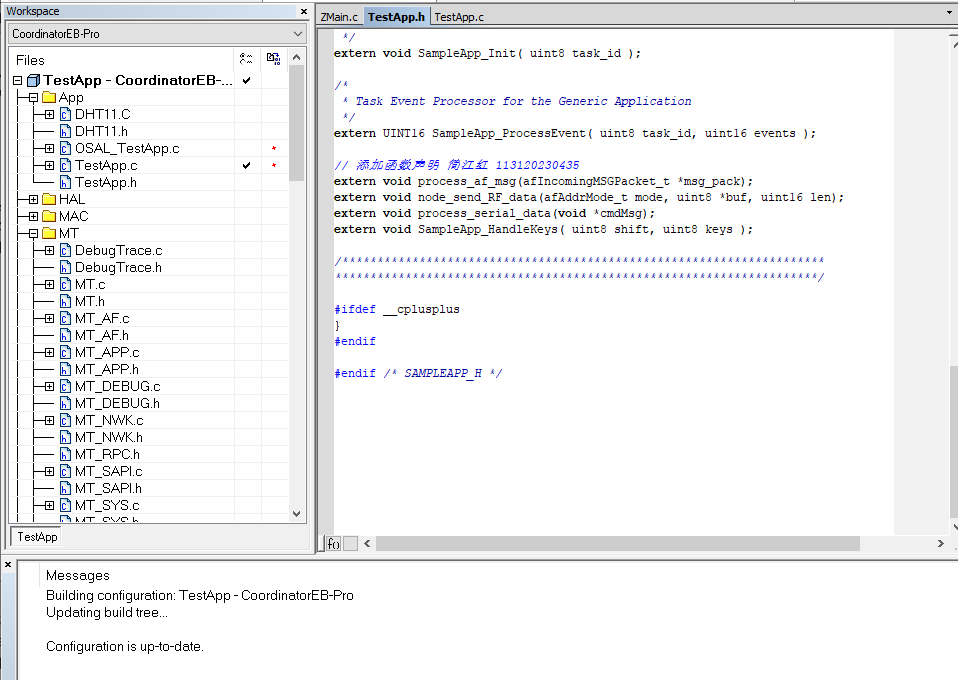 Workspace
CoordinatorEB-Pro
Files
TestApp - CoordinatorEB-...
App
DHT11.C
DHT11.h
OSAL_TestApp.c
TestApp.c
TestApp.h
HAL
MAC
MT
DebugTrace.c
DebugTrace.h
MT.c
MT.h
MT_AF.c
MT_AF.h
MT_APP.c
MT_APP.h
MT_DEBUG.c
MT_DEBUG.h
MT_NWK.c
MT_NWK.h
MT_RPC.h
MT_SAPI.c
MT_SAPI.h
MT_SYS.c
MT_SYS.h
TestApp
ZMain.c TestApp.h TestApp.c
*/
extern void SampleApp_Init( uint8 task_id );
/*
* Task Event Processor for the Generic Application
*/
extern UINT16 SampleApp_ProcessEvent( uint8 task_id, uint16 events );
// 添加函数声明 简江红 113120230435
extern void process_af_msg(afIncomingMSGPacket_t *msg_pack);
extern void node_send_RF_data(afAddrMode_t mode, uint8 *buf, uint16 len);
extern void process_serial_data(void *cmdMsg);
extern void SampleApp_HandleKeys( uint8 shift, uint8 keys );
/*********************************************************************
*********************************************************************/
#ifdef __cplusplus
}
#endif
#endif /* SAMPLEAPP_H */
f()
Messages
Building configuration: TestApp - CoordinatorEB-Pro
Updating build tree...
Configuration is up-to-date.